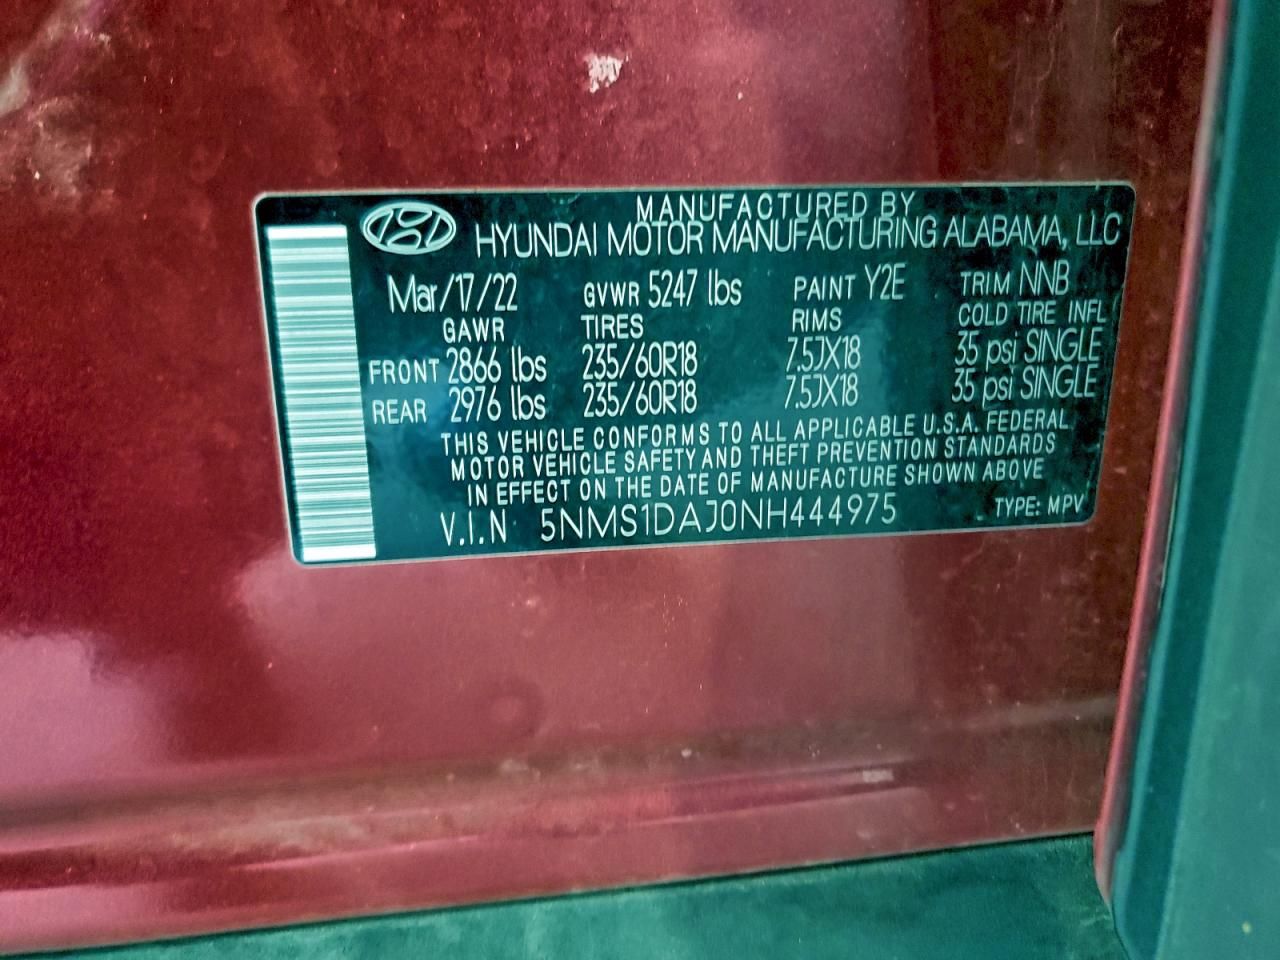 MANUFACTURED BY
HYUNDAI MOTOR MANUFACTURING ALABAMA, LLC
Mar/17/22 GVWR 5247 lbs PAINT Y2E TRIM NNB
GAWR TIRES RIMS COLD TIRE INFL
FRONT 2866 lbs 235/60R18 7.5JX18 35 psi SINGLE
REAR 2976 lbs 235/60R18 7.5JX18 35 psi SINGLE
THIS VEHICLE CONFORMS TO ALL APPLICABLE U.S.A. FEDERAL
MOTOR VEHICLE SAFETY AND THEFT PREVENTION STANDARDS
IN EFFECT ON THE DATE OF MANUFACTURE SHOWN ABOVE
V.I.N 5NMS1DAJ0NH444975 TYPE: MPV